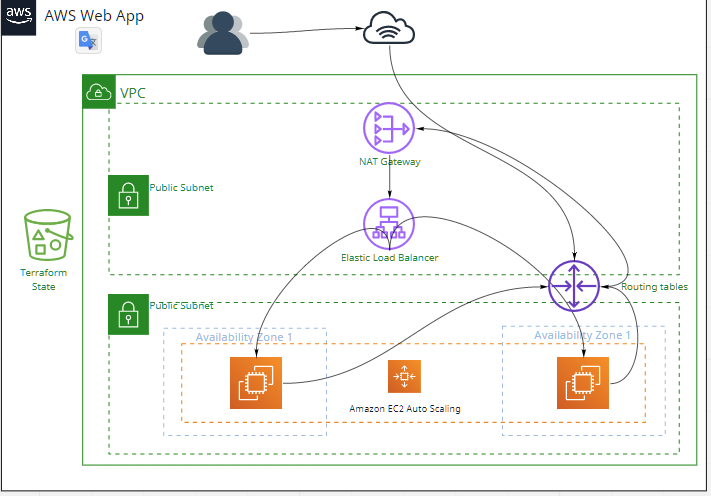 aws
AWS Web App
VPC
NAT Gateway
Public Subnet
Elastic Load Balancer
Terraform
State
Routing tables
Public Subnet
Availability Zone 1
Availability Zone 1
Amazon EC2 Auto Scaling